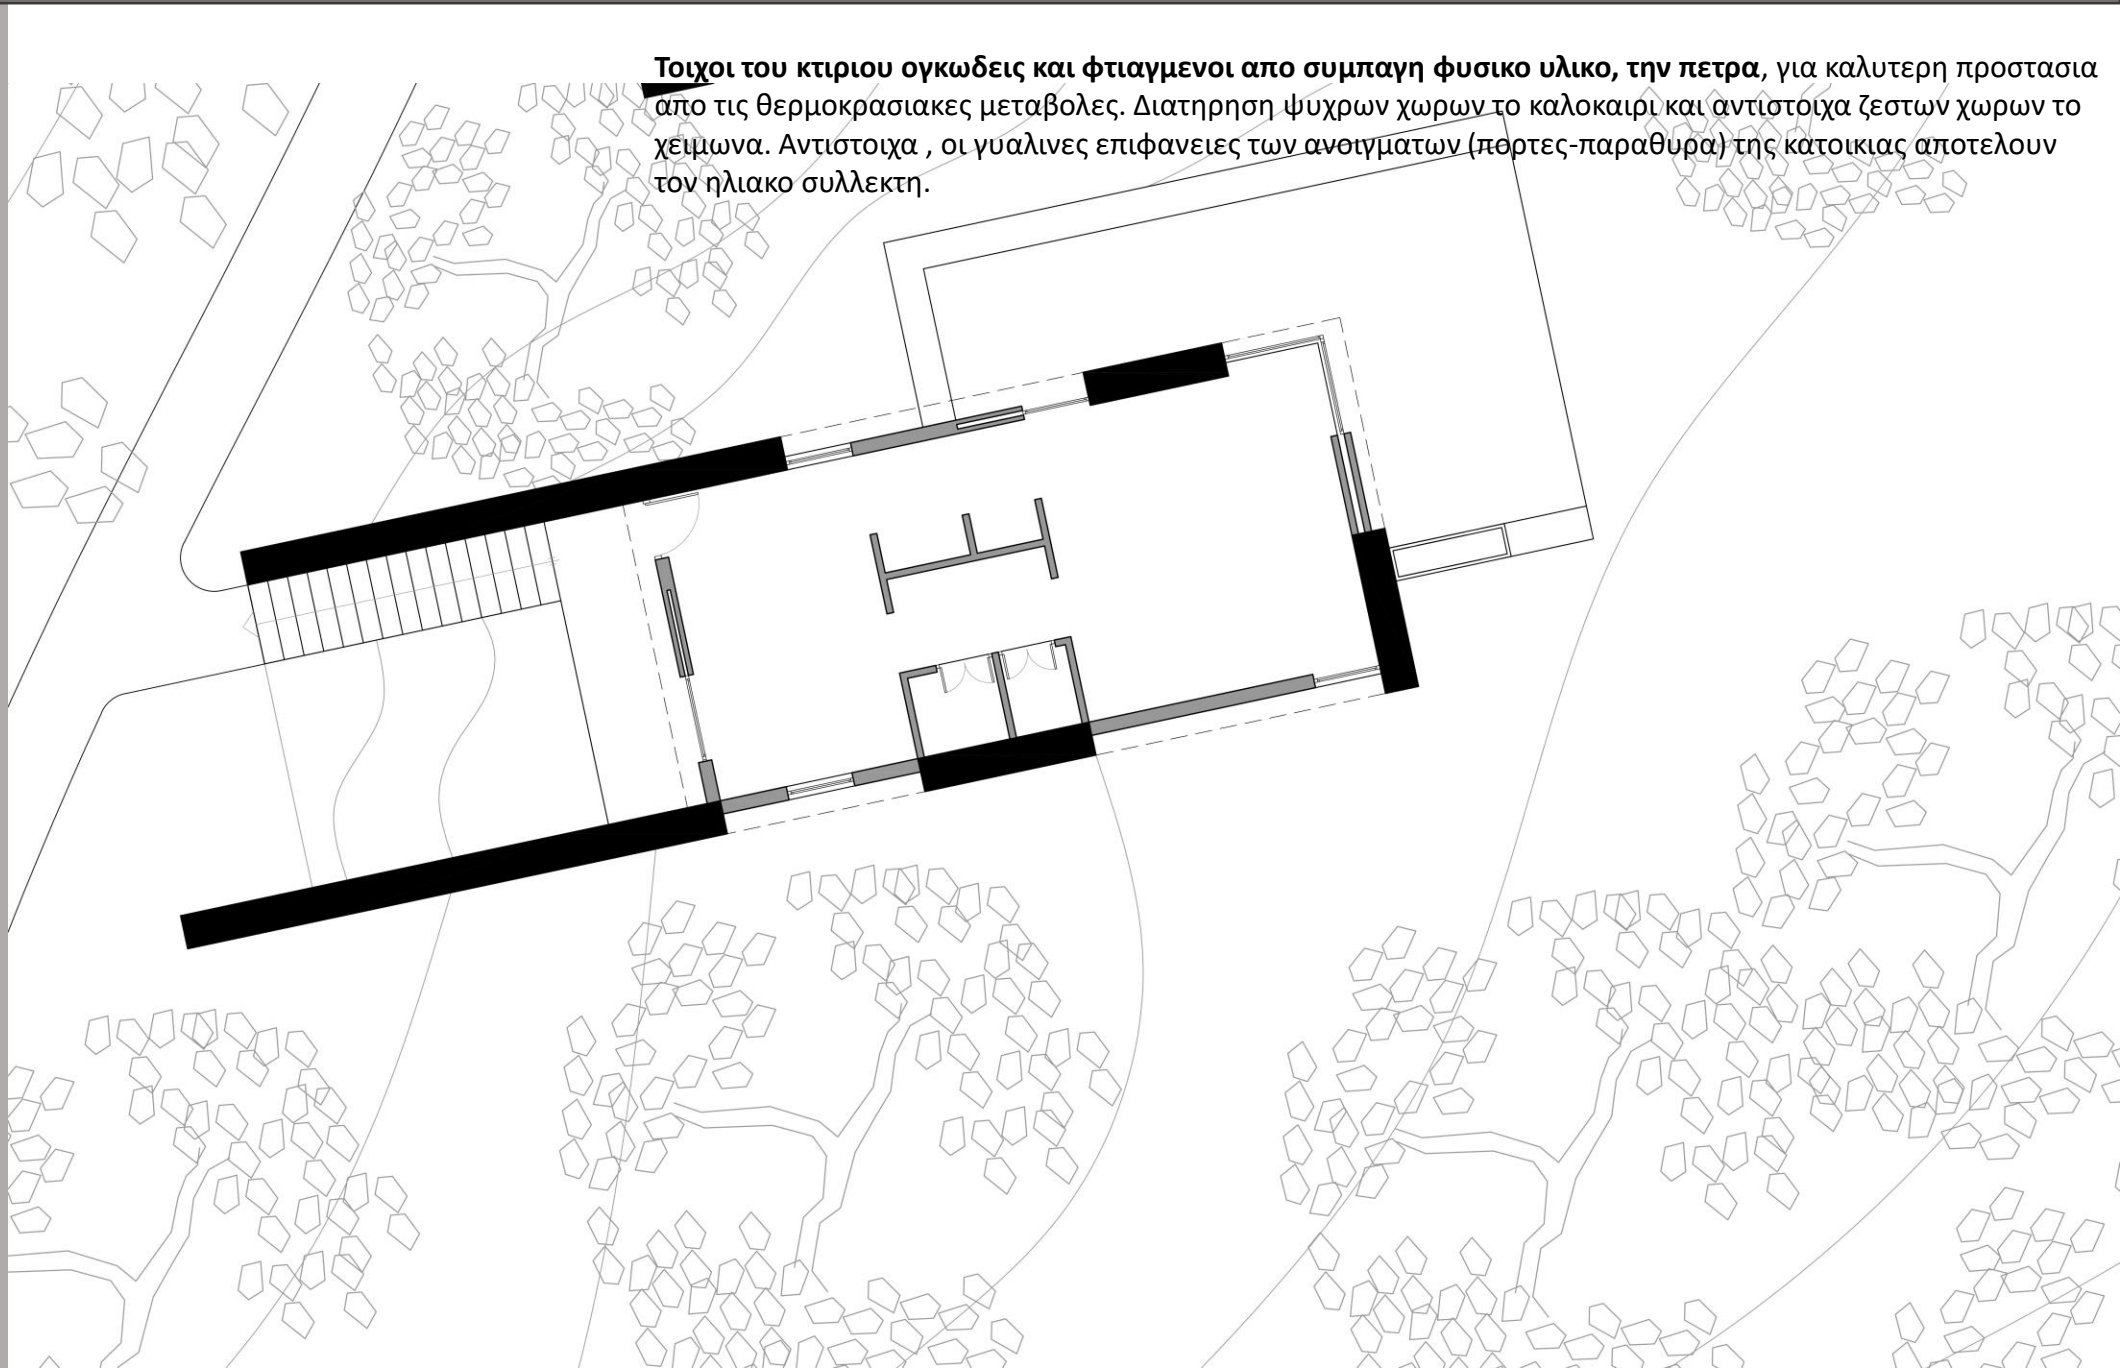 Τοιχοι του κτιριου ογκωδεις και φτιαγμενοι απο συμπαγη φυσικο υλικο, την πετρα, για καλυτερη προστασια
απο τις θερμοκρασιακες μεταβολες. Διατηρηση ψυχρων χωρων το καλοκαιρι και αντιστοιχα ζεστων χωρων το
χειμωνα. Αντιστοιχα , οι γυαλινες επιφανειες των ανοιγματων (πορτες-παραθυρα) της κατοικιας αποτελουν
τον ηλιακο συλλεκτη.